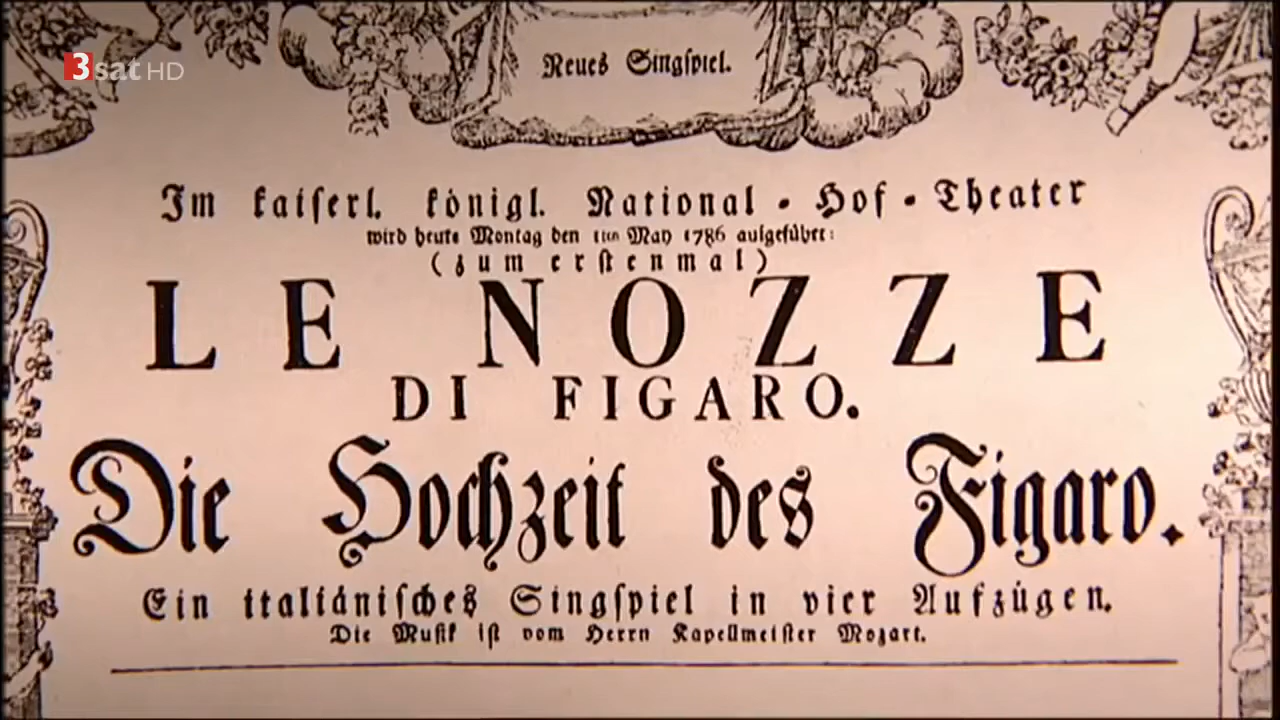 3sat HD
Neues Singſpiel.
Im kaiſerl. königl. National-Hof-Theater
wird heute Montag den 1ten May 1786 aufgeführt:
(zum erſtenmal)
LE NOZZE
DI FIGARO.
Die Hochzeit des Figaro.
Ein italiäniſches Singſpiel in vier Aufzügen.
Die Muſik iſt vom Herrn Kapellmeiſter Mozart.